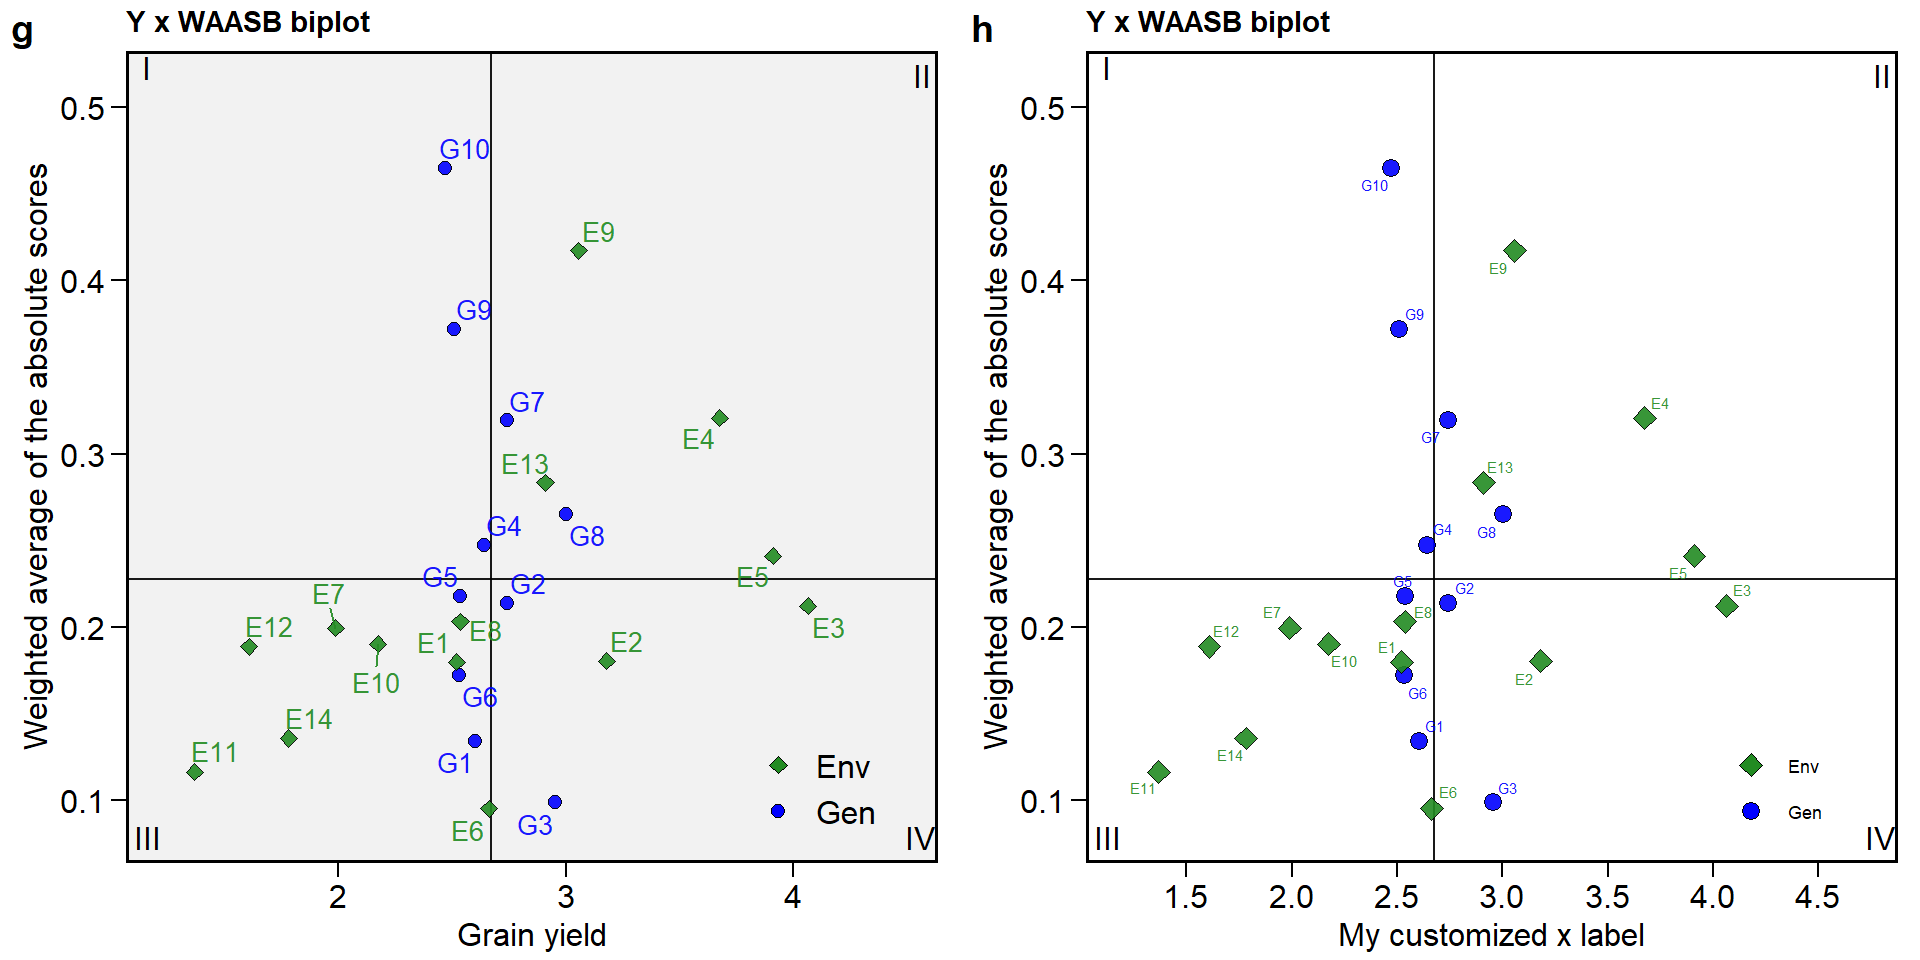 g
Y x WAASB biplot
I
II
0.5
0.4
0.3
0.2
0.1
Weighted average of the absolute scores
G10
E9
G9
G7
E4
E13
G4
G8
G5
E5
G2
E7
E12
E8
E1
E3
E2
E10
G6
E14
E11
G1
E6
G3
Env
Gen
III
IV
2
3
4
Grain yield
h
Y x WAASB biplot
I
II
0.5
0.4
0.3
0.2
0.1
Weighted average of the absolute scores
G10
E9
G9
E4
G7
E13
G4
G8
E5
G5
G2
E3
E7
E8
E12
E1
E10
E2
G6
G1
E14
E11
E6
G3
Env
Gen
III
IV
1.5
2.0
2.5
3.0
3.5
4.0
4.5
My customized x label